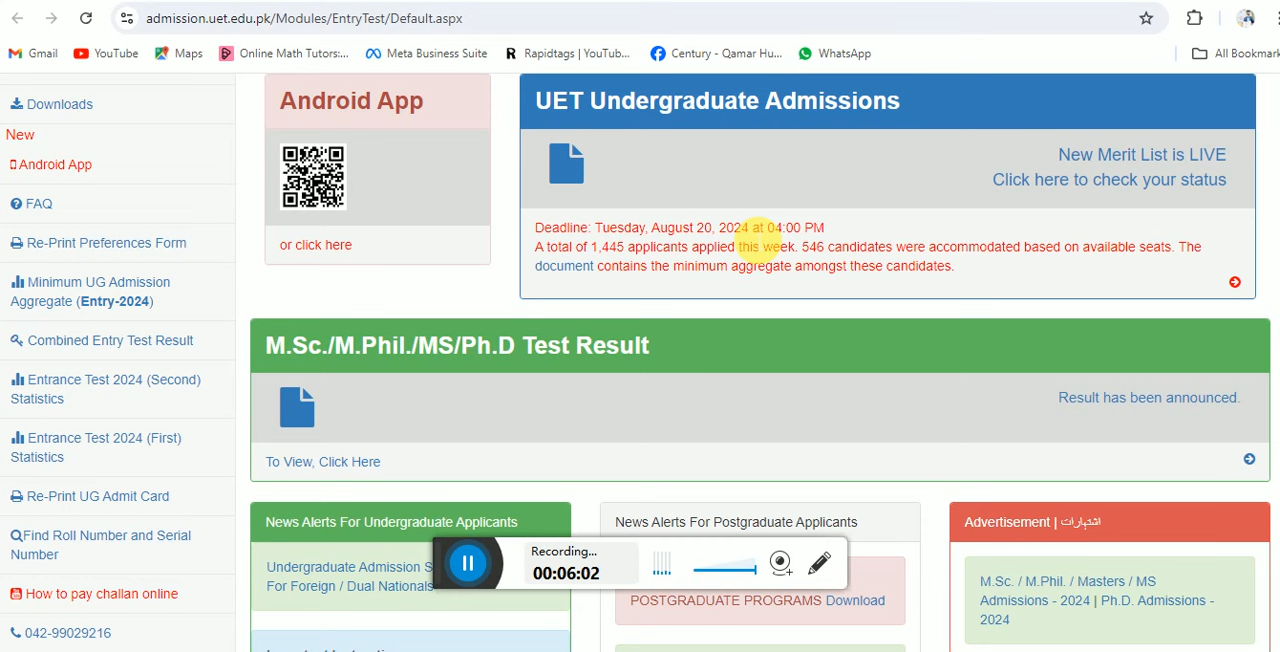 admission.uet.edu.pk/Modules/EntryTest/Default.aspx
Gmail YouTube Maps Online Math Tutors:... Meta Business Suite Rapidtags | YouTub... Century - Qamar Hu... WhatsApp All Bookmark
Downloads
New
Android App
FAQ
Re-Print Preferences Form
Minimum UG Admission
Aggregate (Entry-2024)
Combined Entry Test Result
Entrance Test 2024 (Second)
Statistics
Entrance Test 2024 (First)
Statistics
Re-Print UG Admit Card
Find Roll Number and Serial
Number
How to pay challan online
042-99029216
Android App
or click here
UET Undergraduate Admissions
New Merit List is LIVE
Click here to check your status
Deadline: Tuesday, August 20, 2024 at 04:00 PM
A total of 1,445 applicants applied this week. 546 candidates were accommodated based on available seats. The
document contains the minimum aggregate amongst these candidates.
M.Sc./M.Phil./MS/Ph.D Test Result
Result has been announced.
To View, Click Here
News Alerts For Undergraduate Applicants
Undergraduate Admission S
For Foreign / Dual Nationals
News Alerts For Postgraduate Applicants
POSTGRADUATE PROGRAMS Download
Advertisement | اشتہارات
M.Sc. / M.Phil. / Masters / MS
Admissions - 2024 | Ph.D. Admissions -
2024
Recording...
00:06:02